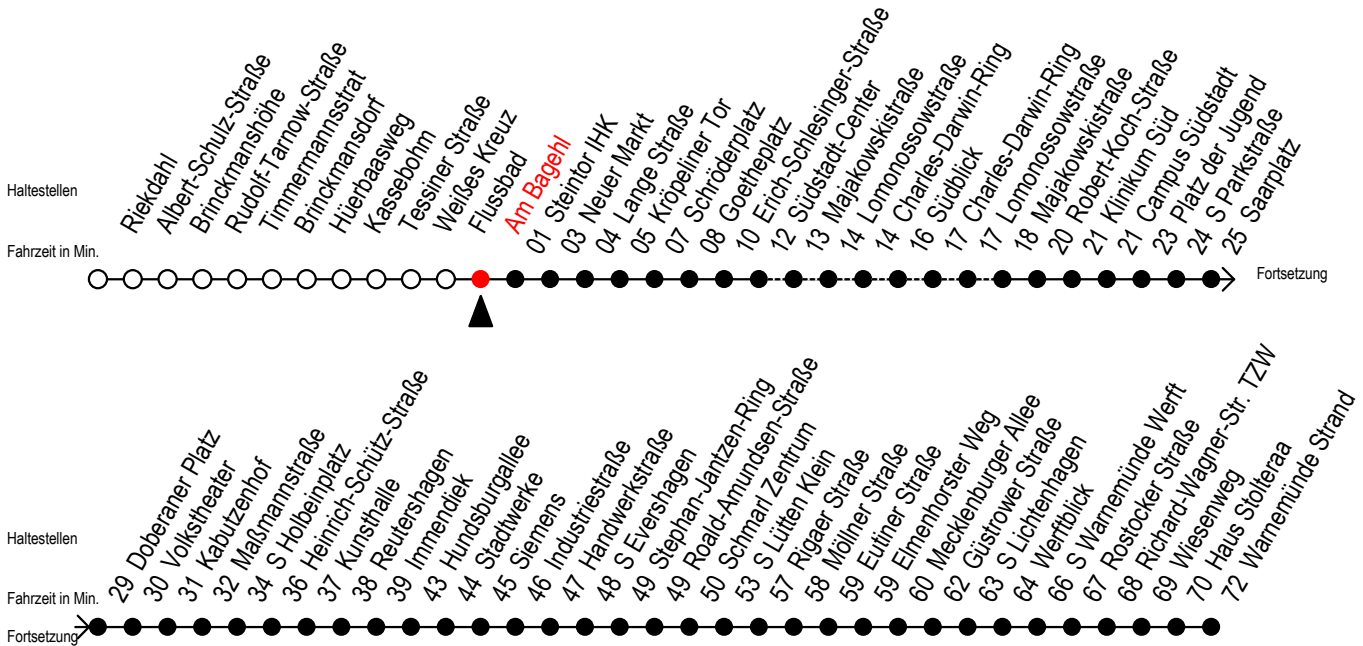 Haltestellen
Riekdahl
Albert-Schulz-Straße
Brinckmanshöhe
Rudolf-Tarnow-Straße
Timmermannsstrat
Brinckmansdorf
Hüerbaasweg
Kassebohm
Tessiner Straße
Weißes Kreuz
Flussbad
Am Bagehl
01 Steintor IHK
03 Neuer Markt
04 Lange Straße
05 Kröpeliner Tor
07 Schröderplatz
08 Goetheplatz
10 Erich-Schlesinger-Straße
12 Südstadt-Center
13 Majakowskistraße
14 Lomonossowstraße
14 Charles-Darwin-Ring
16 Südblick
17 Charles-Darwin-Ring
17 Lomonossowstraße
18 Majakowskistraße
20 Robert-Koch-Straße
21 Klinikum Süd
21 Campus Südstadt
23 Platz der Jugend
24 S Parkstraße
25 Saarplatz
Fahrzeit in Min.
Fortsetzung
Haltestellen
29 Doberaner Platz
30 Volkstheater
31 Kabutzenhof
32 Maßmannstraße
34 S Holbeinplatz
36 Heinrich-Schütz-Straße
37 Kunsthalle
38 Reutershagen
39 Immendiek
43 Hundsburgallee
44 Stadtwerke
45 Siemens
46 Industriestraße
47 Handwerkstraße
48 S Evershagen
49 Stephan-Jantzen-Ring
49 Roald-Amundsen-Straße
50 Schmarl Zentrum
53 S Lütten Klein
57 Rigaer Straße
58 Möllner Straße
59 Eutiner Straße
59 Elmenhorster Weg
60 Mecklenburger Allee
62 Güstrower Straße
63 S Lichtenhagen
64 Werftblick
66 S Warnemünde Werft
67 Rostocker Straße
68 Richard-Wagner-Str. TZW
69 Wiesenweg
70 Haus Stolteraa
72 Warnemünde Strand
Fahrzeit in Min.
Fortsetzung